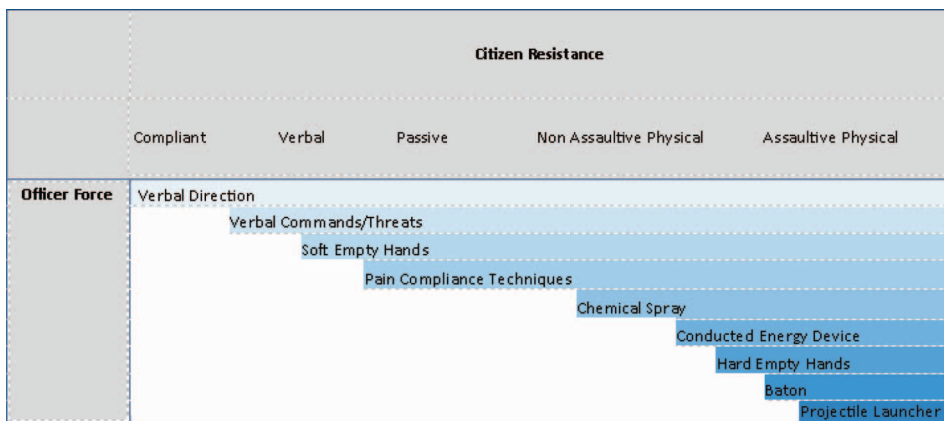 Citizen Resistance
Compliant Verbal Passive Non Assaultive Physical Assaultive Physical
Officer Force Verbal Direction
Verbal Commands/Threats
Soft Empty Hands
Pain Compliance Techniques
Chemical Spray
Conducted Energy Device
Hard Empty Hands
Baton
Projectile Launcher